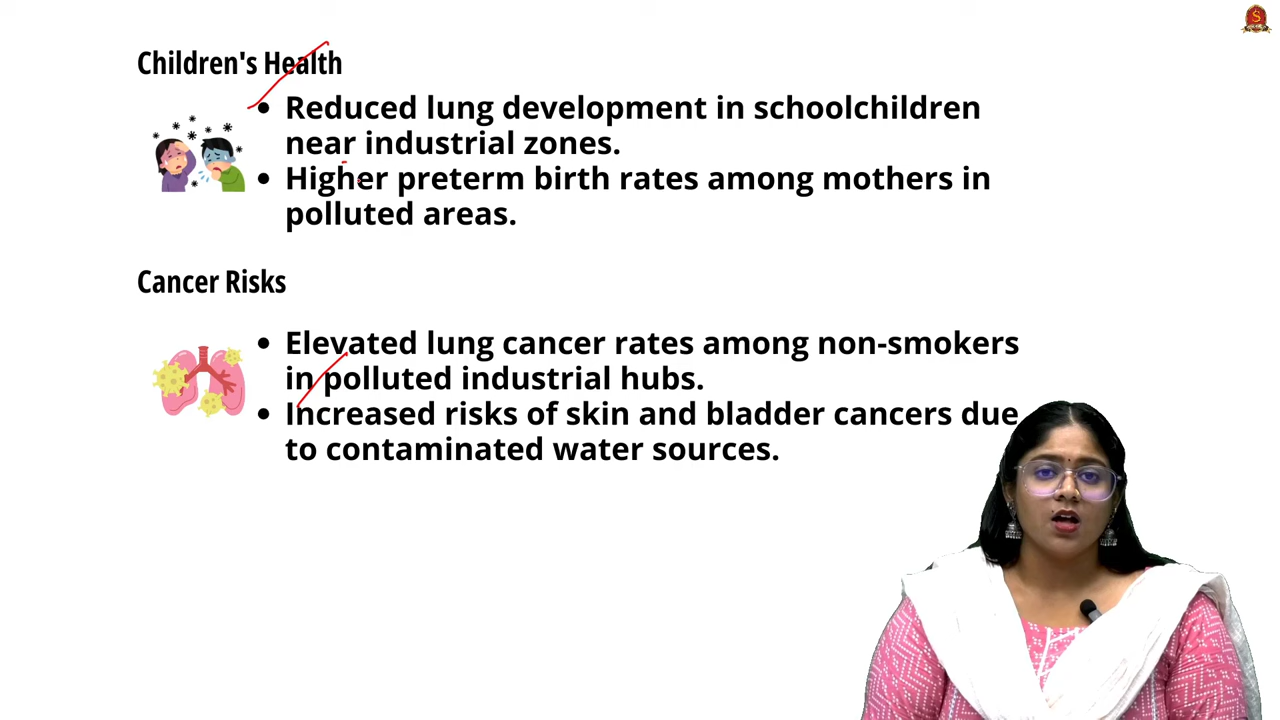 Children's Health
• Reduced lung development in schoolchildren
near industrial zones.
• Higher preterm birth rates among mothers in
polluted areas.
Cancer Risks
• Elevated lung cancer rates among non-smokers
in polluted industrial hubs.
• Increased risks of skin and bladder cancers due
to contaminated water sources.